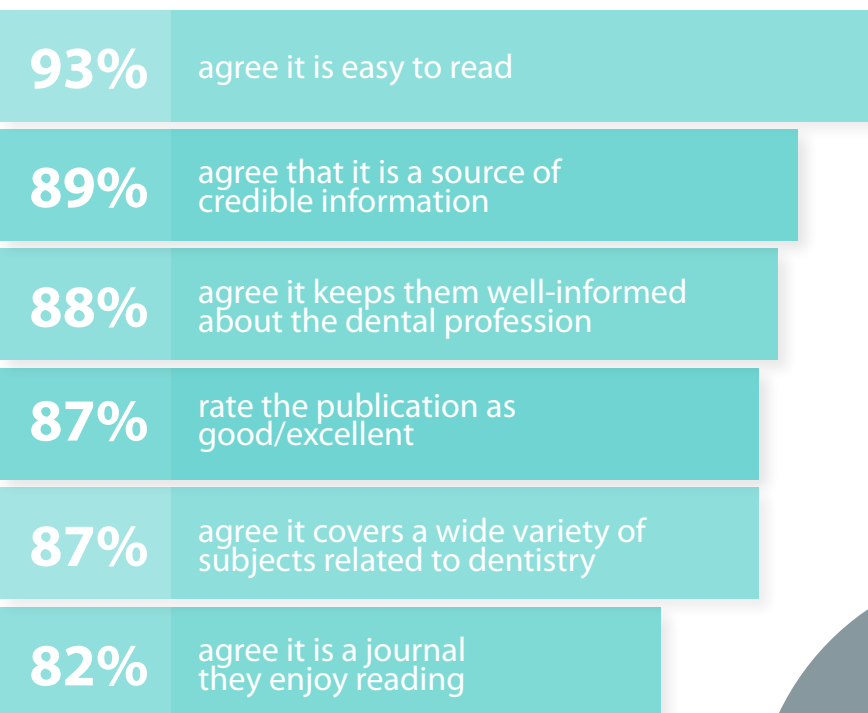 93%
agree it is easy to read
89%
agree that it is a source of
credible information
88%
agree it keeps them well-informed
about the dental profession
87%
rate the publication as
good/excellent
87%
agree it covers a wide variety of
subjects related to dentistry
82%
agree it is a journal
they enjoy reading